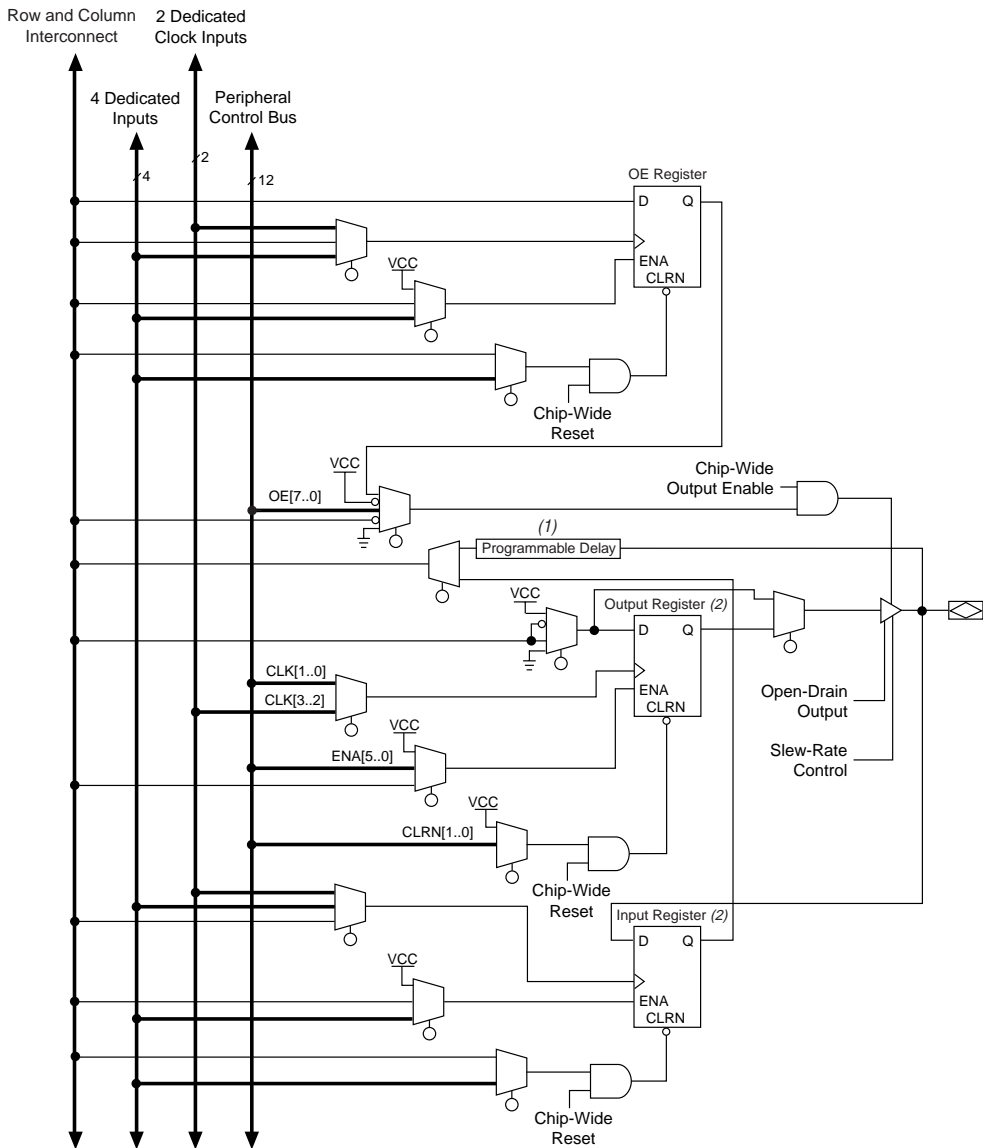 Row and Column
Interconnect
2 Dedicated
Clock Inputs
4 Dedicated
Inputs
Peripheral
Control Bus
2
4
12
OE Register
D Q
ENA
CLRN
VCC
Chip-Wide
Reset
VCC
OE[7..0]
Chip-Wide
Output Enable
(1)
Programmable Delay
VCC
Output Register (2)
D Q
ENA
CLRN
CLK[1..0]
CLK[3..2]
Open-Drain
Output
VCC
ENA[5..0]
Slew-Rate
Control
VCC
CLRN[1..0]
Chip-Wide
Reset
Input Register (2)
D Q
ENA
CLRN
VCC
Chip-Wide
Reset